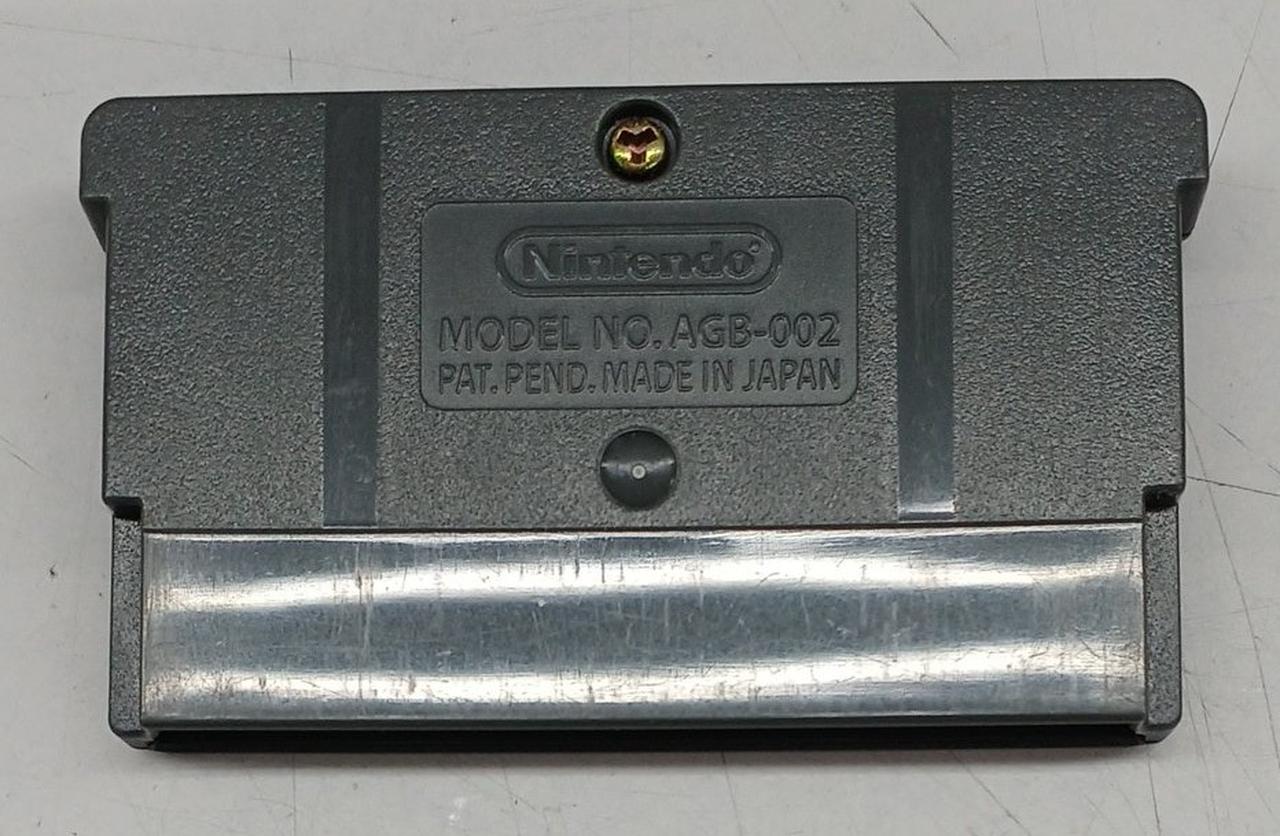 Nintendo
MODEL NO. AGB-002
PAT. PEND. MADE IN JAPAN